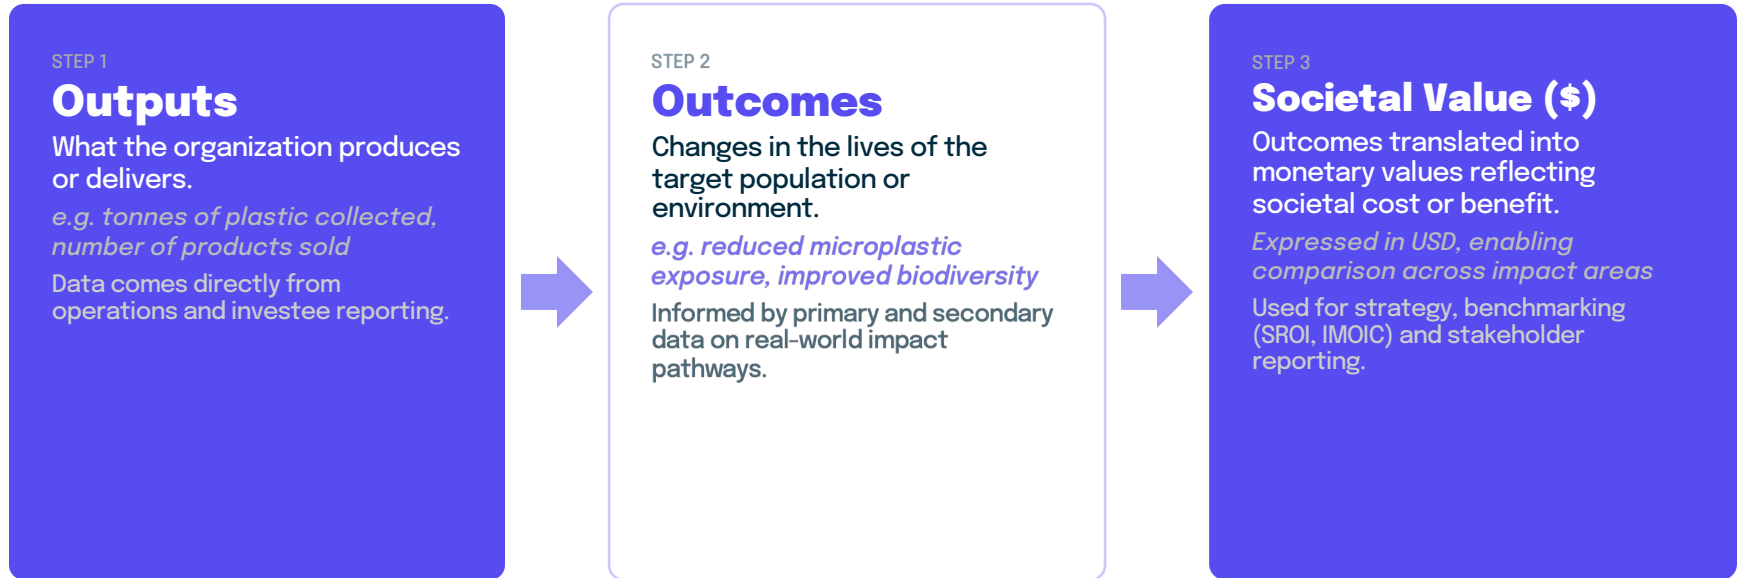 STEP 1
Outputs
What the organization produces
or delivers.
e.g. tonnes of plastic collected,
number of products sold
Data comes directly from
operations and investee reporting.
STEP 2
Outcomes
Changes in the lives of the
target population or
environment.
e.g. reduced microplastic
exposure, improved biodiversity
Informed by primary and secondary
data on real-world impact
pathways.
STEP 3
Societal Value ($)
Outcomes translated into
monetary values reflecting
societal cost or benefit.
Expressed in USD, enabling
comparison across impact areas
Used for strategy, benchmarking
(SROI, IMOIC) and stakeholder
reporting.